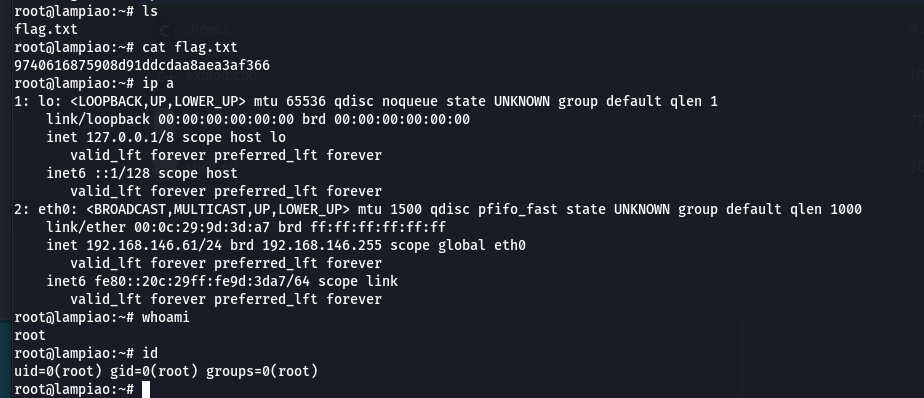 root@lampiao:~# ls
flag.txt
root@lampiao:~# cat flag.txt
9740616875908d91ddcdaa8aea3af366
root@lampiao:~# ip a
1: lo: <LOOPBACK,UP,LOWER_UP> mtu 65536 qdisc noqueue state UNKNOWN group default qlen 1
    link/loopback 00:00:00:00:00:00 brd 00:00:00:00:00:00
    inet 127.0.0.1/8 scope host lo
       valid_lft forever preferred_lft forever
    inet6 ::1/128 scope host
       valid_lft forever preferred_lft forever
2: eth0: <BROADCAST,MULTICAST,UP,LOWER_UP> mtu 1500 qdisc pfifo_fast state UNKNOWN group default qlen 1000
    link/ether 00:0c:29:9d:3d:a7 brd ff:ff:ff:ff:ff:ff
    inet 192.168.146.61/24 brd 192.168.146.255 scope global eth0
       valid_lft forever preferred_lft forever
    inet6 fe80::20c:29ff:fe9d:3da7/64 scope link
       valid_lft forever preferred_lft forever
root@lampiao:~# whoami
root
root@lampiao:~# id
uid=0(root) gid=0(root) groups=0(root)
root@lampiao:~#